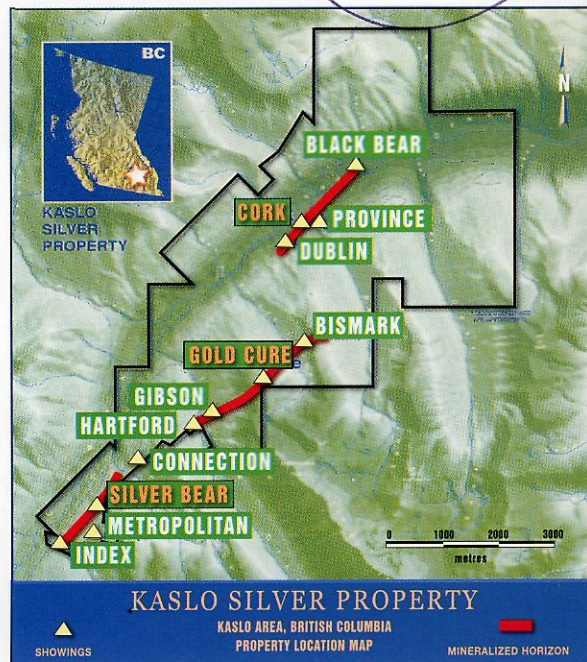 BC
KASLO
SILVER
PROPERTY
N
BLACK BEAR
CORK
PROVINCE
DUBLIN
BISMARK
GOLD CURE
GIBSON
HARTFORD
CONNECTION
SILVER BEAR
METROPOLITAN
INDEX
0 1000 2000 3000
metres
KASLO SILVER PROPERTY
KASLO AREA, BRITISH COLUMBIA
PROPERTY LOCATION MAP
SHOWINGS
MINERALIZED HORIZON